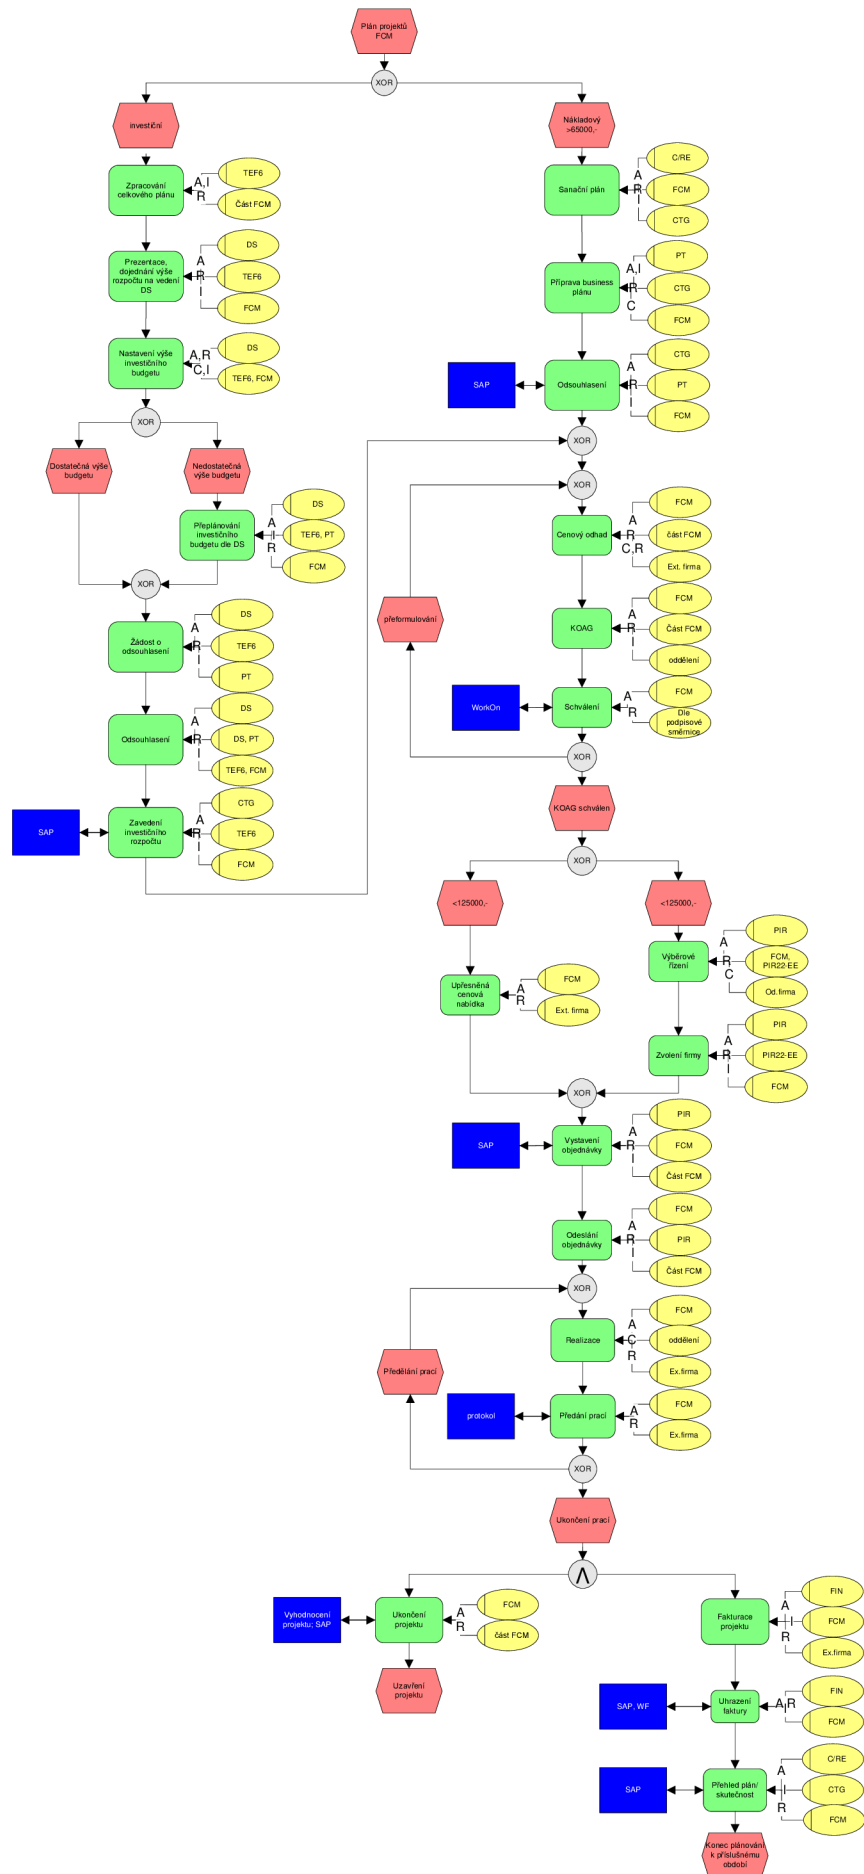 Plán projektů
FCM
XOR
investiční
Nákladový
>65000,-
Zpracování
celkového plánu
A,I
R
TEF6
Část FCM
Sanační plán
A
R
I
C/RE
FCM
CTG
Prezentace,
dojednání výše
rozpočtu na vedení
DS
A
R
I
DS
TEF6
FCM
Příprava business
plánu
A,I
R
C
PT
CTG
FCM
Nastavení výše
investičního
budgetu
A,R
C,I
DS
TEF6, FCM
SAP
Odsouhlasení
A
R
I
CTG
PT
FCM
XOR
XOR
Dostatečná výše
budgetu
Nedostatečná
výše budgetu
XOR
Přeplánování
investičního
budgetu dle DS
A
I
R
DS
TEF6, PT
FCM
Cenový odhad
A
R
C,R
FCM
část FCM
Ext. firma
XOR
přeformulování
KOAG
A
R
I
FCM
Část FCM
oddělení
Žádost o
odsouhlasení
A
R
I
DS
TEF6
PT
WorkOn
Schválení
A
R
FCM
Dle
podpisové
směrnice
Odsouhlasení
A
R
I
DS
DS, PT
TEF6, FCM
XOR
KOAG schválen
SAP
Zavedení
investičního
rozpočtu
A
R
I
CTG
TEF6
FCM
XOR
<125000,-
<125000,-
Výběrové
řízení
A
R
C
PIR
FCM,
PIR22-EE
Od.firma
Upřesněná
cenová
nabídka
A
R
FCM
Ext. firma
Zvolení firmy
A
R
I
PIR
PIR22-EE
FCM
XOR
SAP
Vystavení
objednávky
A
R
I
PIR
FCM
Část FCM
Odeslání
objednávky
A
R
I
FCM
PIR
Část FCM
XOR
Realizace
A
C
R
FCM
oddělení
Ex.firma
Předělání prací
protokol
Předání prací
A
R
FCM
Ex.firma
XOR
Ukončení prací
Λ
Vyhodnocení
projektu; SAP
Ukončení
projektu
A
R
FCM
část FCM
Fakturace
projektu
A
I
R
FIN
FCM
Ex.firma
Uzavření
projektu
SAP, WF
Uhrazení
faktury
A,R
I
FIN
FCM
SAP
Přehled plán/
skutečnost
A
I
R
C/RE
CTG
FCM
Konec plánování
k příslušnému
období